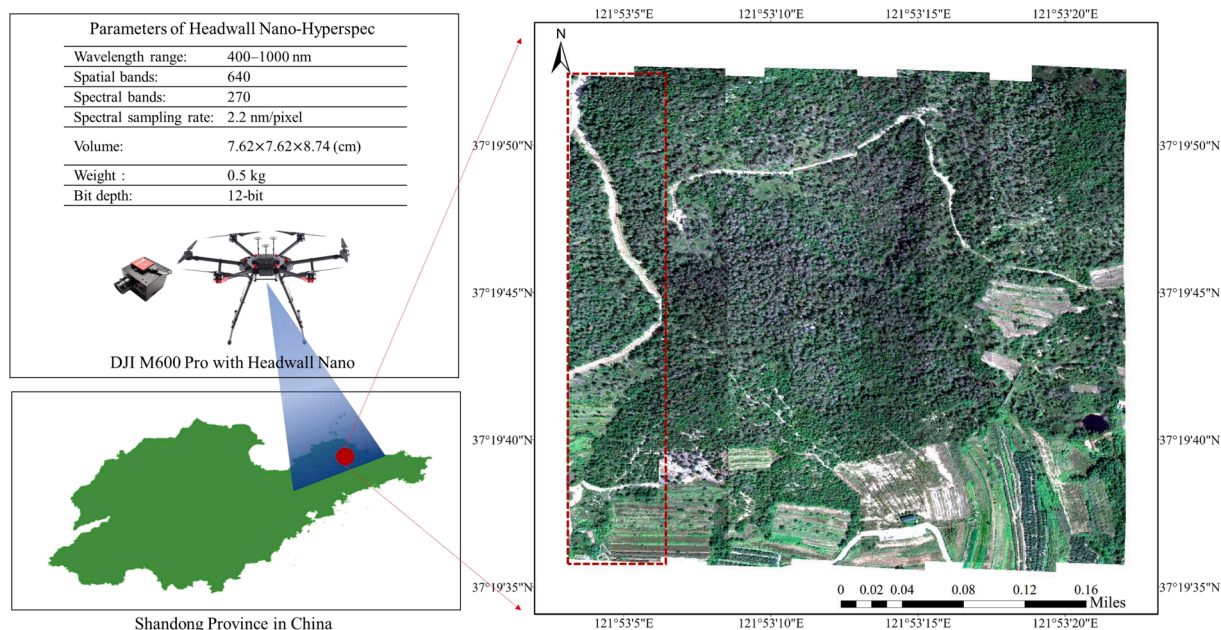 Parameters of Headwall Nano-Hyperspec
Wavelength range: 400–1000 nm
Spatial bands: 640
Spectral bands: 270
Spectral sampling rate: 2.2 nm/pixel
Volume: 7.62×7.62×8.74 (cm)
Weight : 0.5 kg
Bit depth: 12-bit
DJI M600 Pro with Headwall Nano
Shandong Province in China
121°53'5"E 121°53'10"E 121°53'15"E 121°53'20"E
N
37°19'50"N 37°19'50"N
37°19'45"N 37°19'45"N
37°19'40"N 37°19'40"N
37°19'35"N 37°19'35"N
0 0.02 0.04 0.08 0.12 0.16
Miles
121°53'5"E 121°53'10"E 121°53'15"E 121°53'20"E